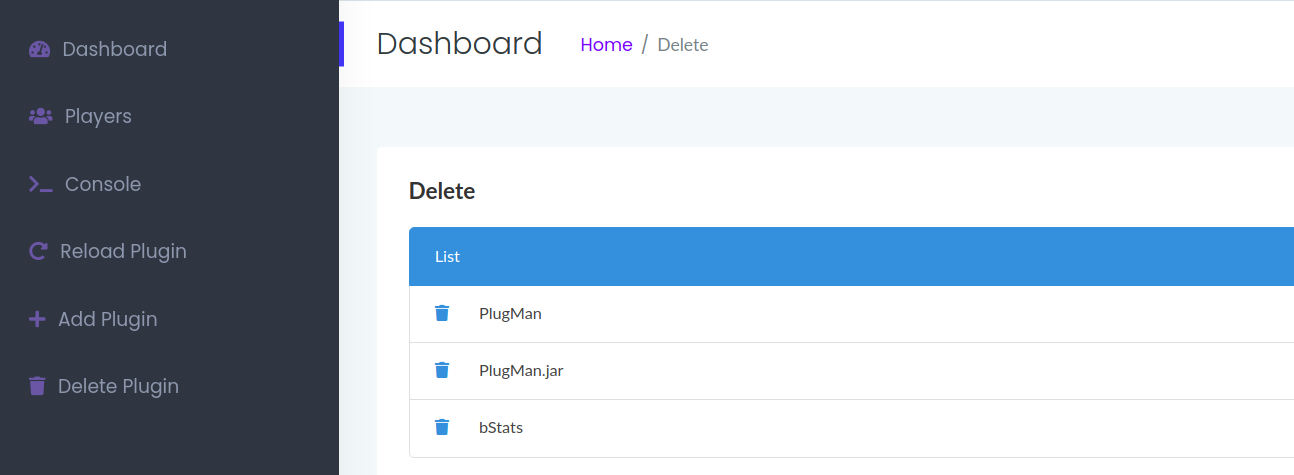 Dashboard
Players
Console
Reload Plugin
Add Plugin
Delete Plugin
Dashboard Home / Delete
Delete
List
PlugMan
PlugMan.jar
bStats